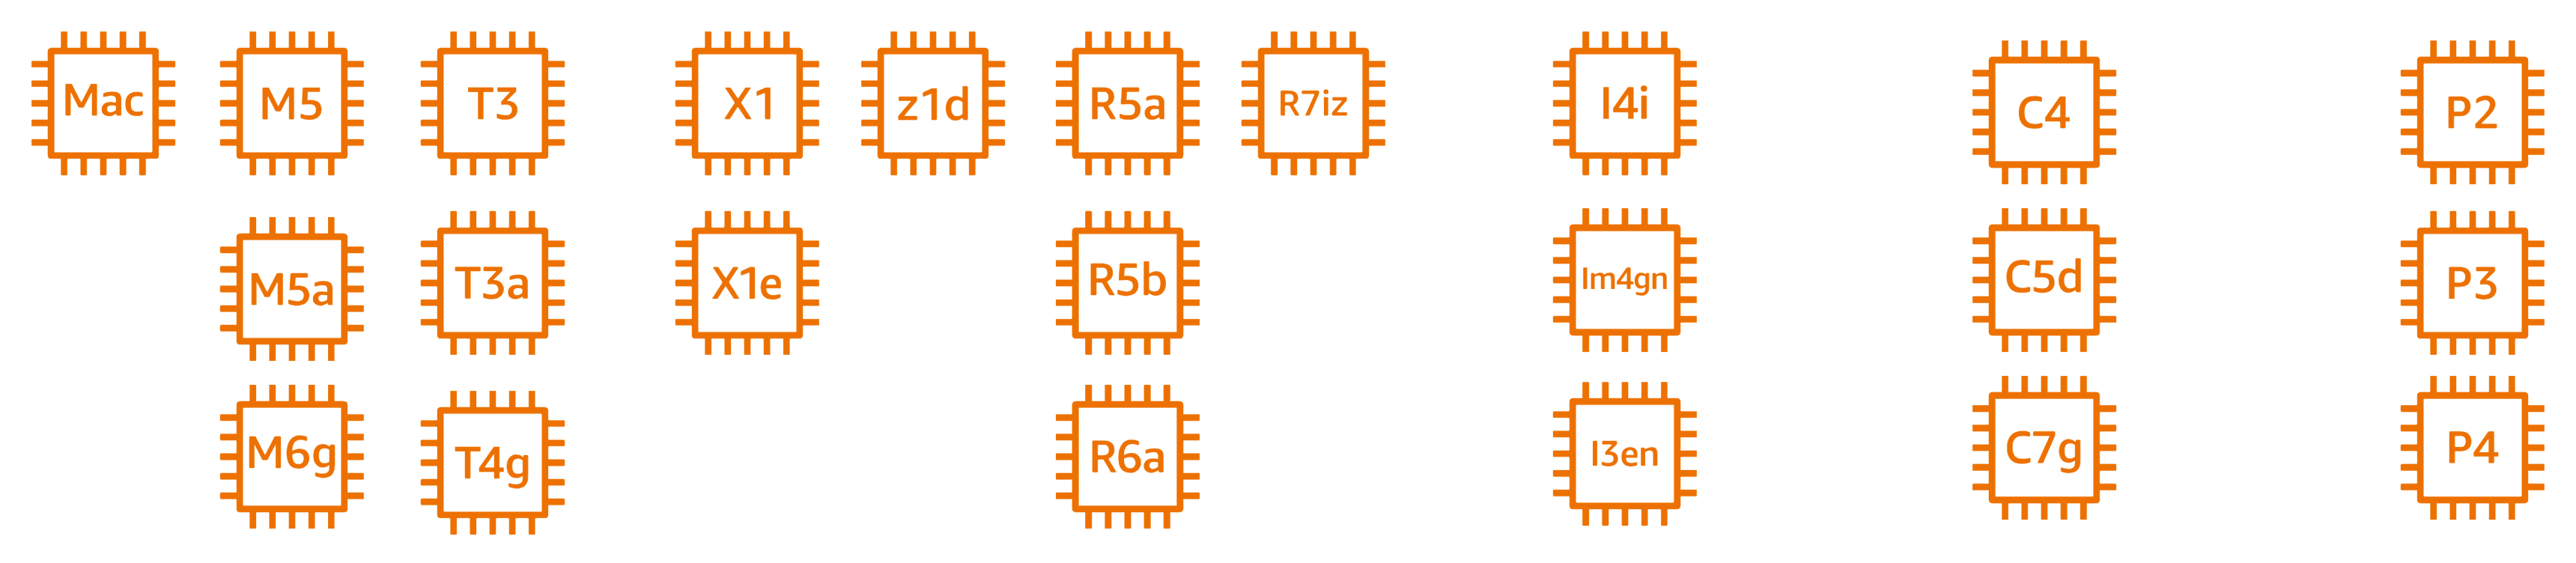 Mac M5 T3 X1 z1d R5a R7iz I4i C4 P2
M5a T3a X1e R5b Im4gn C5d P3
M6g T4g R6a I3en C7g P4